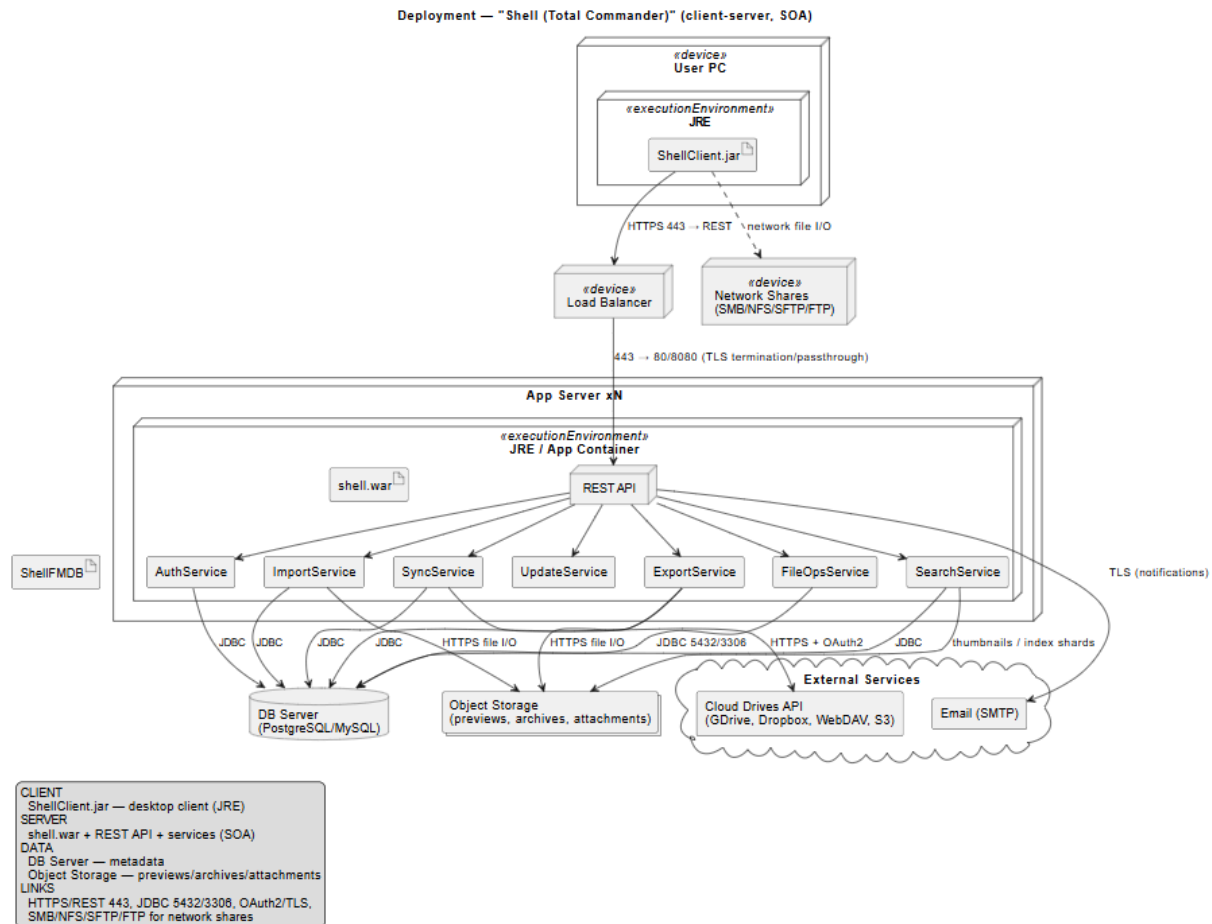 Deployment — "Shell (Total Commander)" (client-server, SOA)
«device»
User PC
«executionEnvironment»
JRE
ShellClient.jar
HTTPS 443 → REST
network file I/O
«device»
Load Balancer
«device»
Network Shares
(SMB/NFS/SFTP/FTP)
443 → 80/8080 (TLS termination/passthrough)
App Server xN
«executionEnvironment»
JRE / App Container
shell.war
REST API
ShellFMDB
AuthService
ImportService
SyncService
UpdateService
ExportService
FileOpsService
SearchService
TLS (notifications)
JDBC
JDBC
JDBC
JDBC
HTTPS file I/O
HTTPS file I/O
JDBC 5432/3306
HTTPS + OAuth2
JDBC
thumbnails / index shards
DB Server
(PostgreSQL/MySQL)
Object Storage
(previews, archives, attachments)
External Services
Cloud Drives API
(GDrive, Dropbox, WebDAV, S3)
Email (SMTP)
CLIENT
ShellClient.jar — desktop client (JRE)
SERVER
shell.war + REST API + services (SOA)
DATA
DB Server — metadata
Object Storage — previews/archives/attachments
LINKS
HTTPS/REST 443, JDBC 5432/3306, OAuth2/TLS,
SMB/NFS/SFTP/FTP for network shares